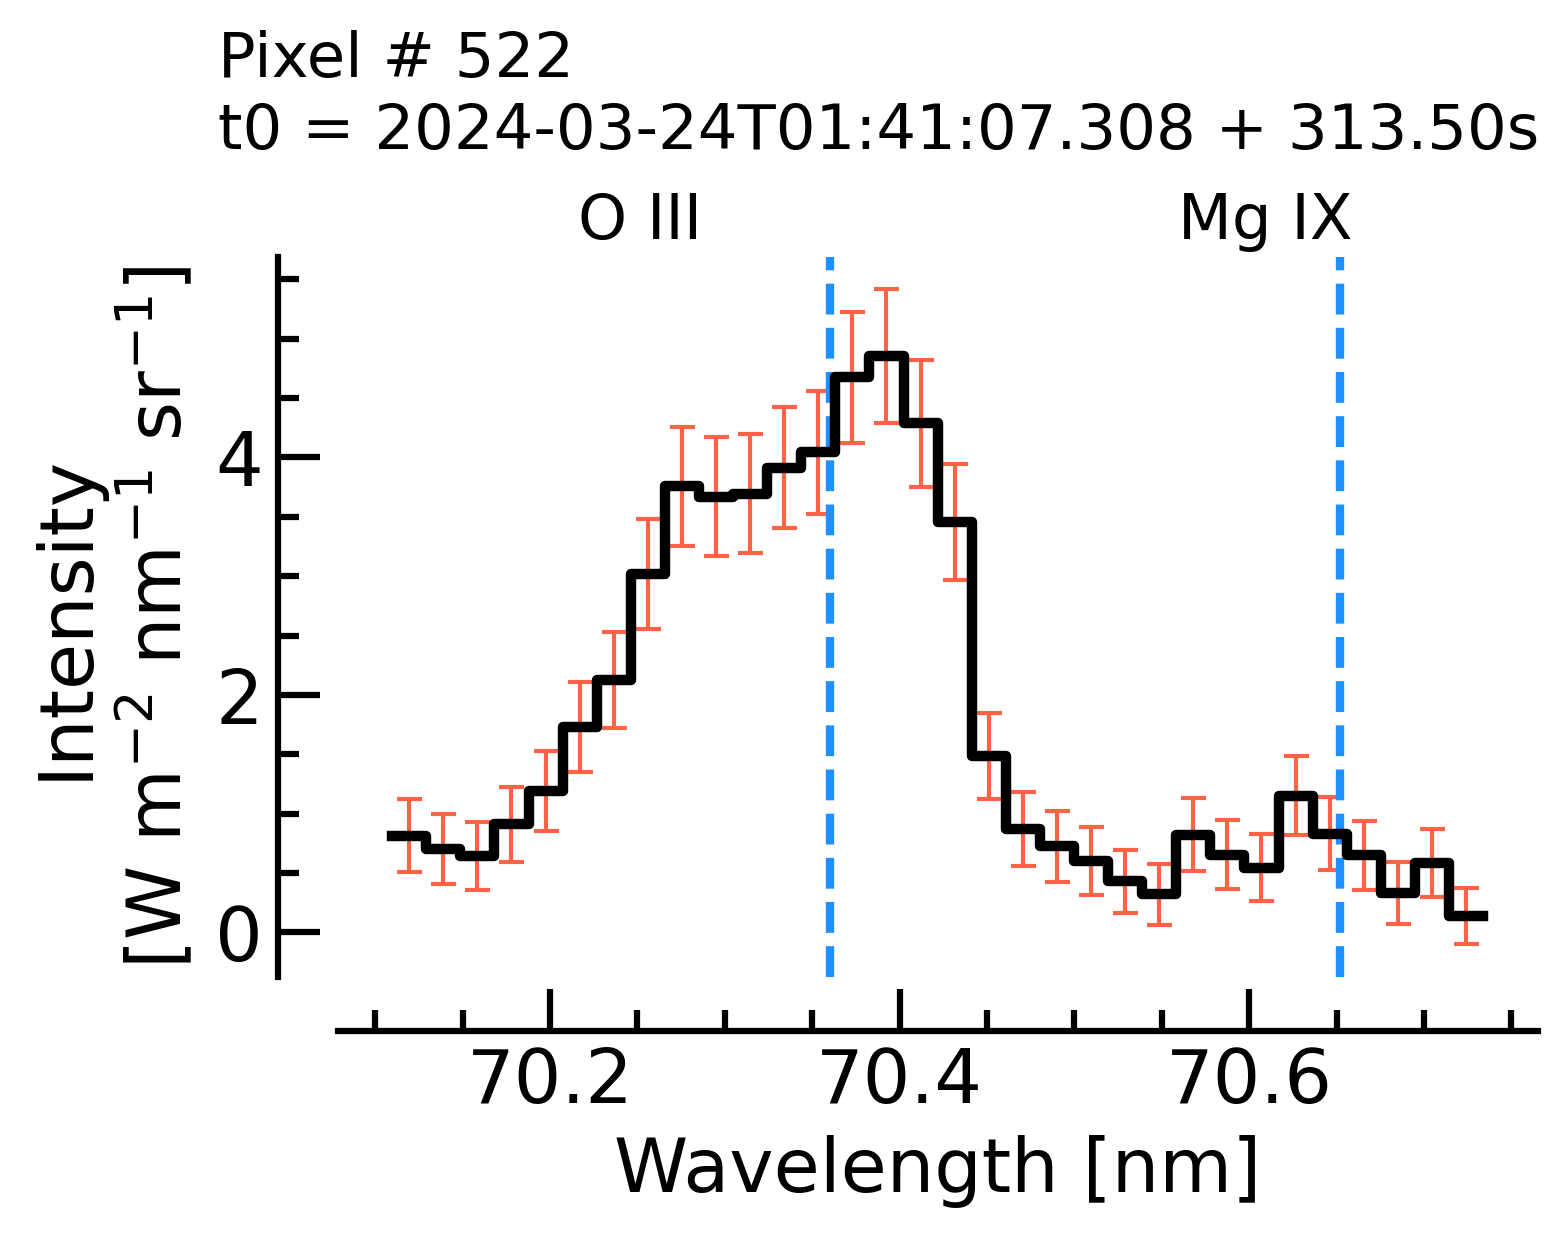 Pixel # 522
t0 = 2024-03-24T01:41:07.308 + 313.50s
O III
Mg IX
Intensity
[W m⁻² nm⁻¹ sr⁻¹]
4
2
0
70.2
70.4
70.6
Wavelength [nm]